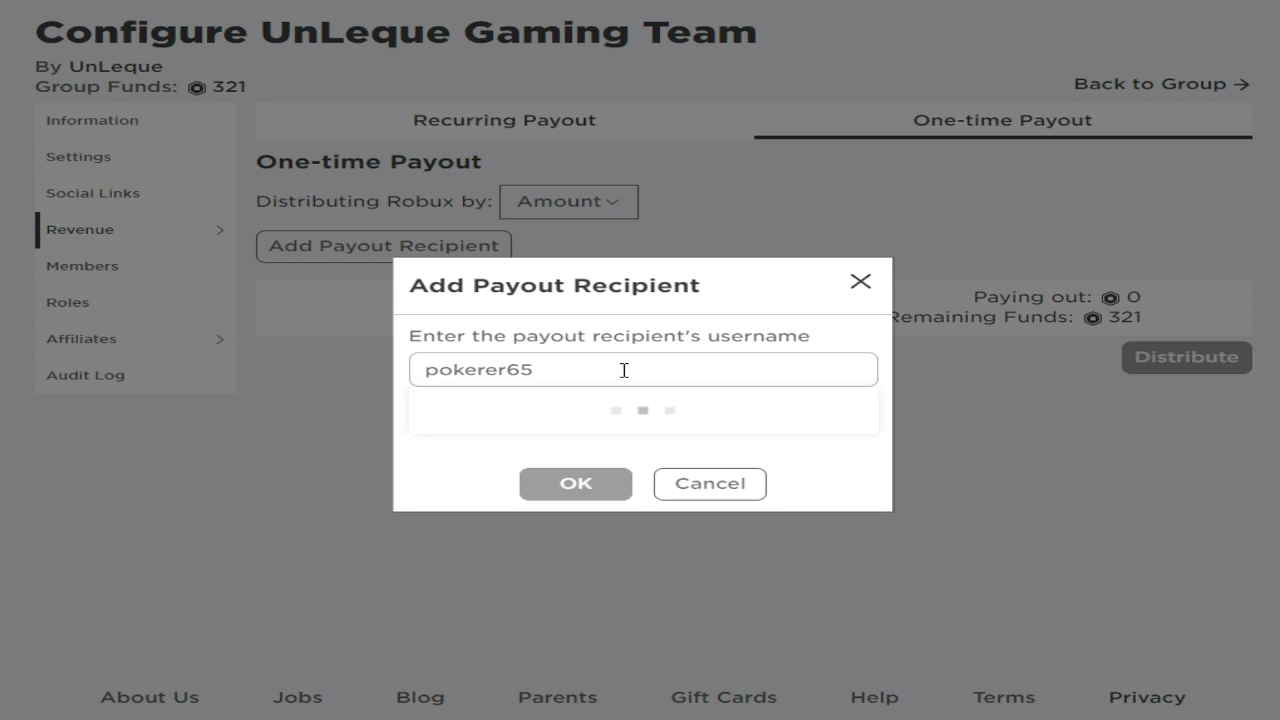 Configure UnLeque Gaming Team
By UnLeque
Group Funds: 321
Back to Group →
Information
Settings
Social Links
Revenue
Members
Roles
Affiliates
Audit Log
Recurring Payout
One-time Payout
One-time Payout
Distributing Robux by: Amount
Add Payout Recipient
Paying out: 0
Remaining Funds: 321
Distribute
Add Payout Recipient
Enter the payout recipient's username
pokerer65
OK
Cancel
About Us
Jobs
Blog
Parents
Gift Cards
Help
Terms
Privacy